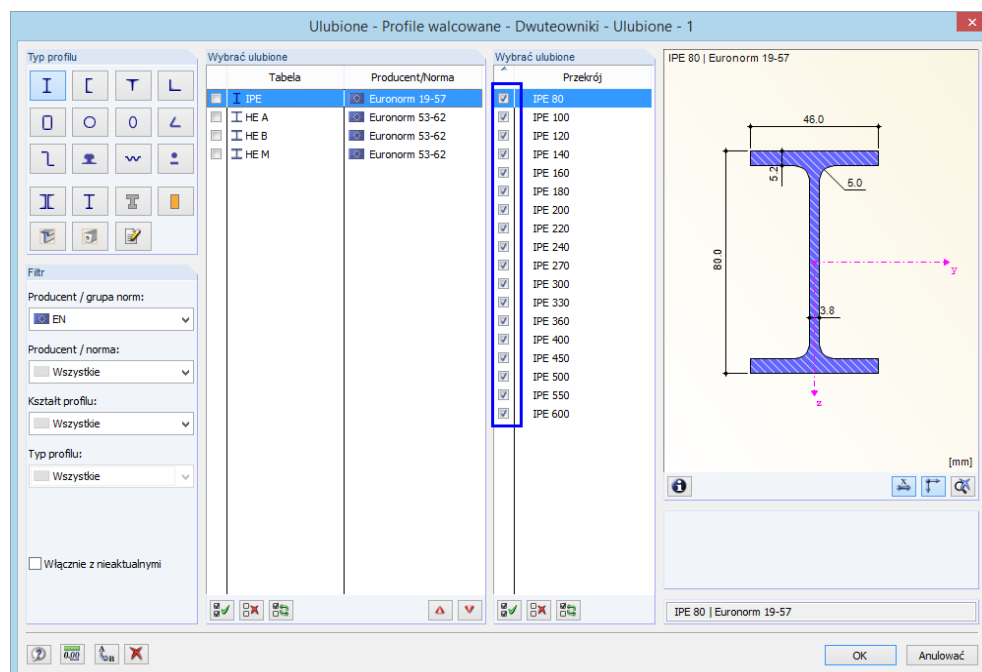 Ulubione - Profile walcowane - Dwuteowniki - Ulubione - 1
Typ profilu
Filtr
Producent / grupa norm:
EN
Producent / norma:
Wszystkie
Kształt profilu:
Wszystkie
Typ profilu:
Wszystkie
Włącznie z nieaktualnymi
Wybrać ulubione
Tabela Producent/Norma
IPE Euronorm 19-57
HE A Euronorm 53-62
HE B Euronorm 53-62
HE M Euronorm 53-62
Wybrać ulubione
Przekrój
IPE 80
IPE 100
IPE 120
IPE 140
IPE 160
IPE 180
IPE 200
IPE 220
IPE 240
IPE 270
IPE 300
IPE 330
IPE 360
IPE 400
IPE 450
IPE 500
IPE 550
IPE 600
IPE 80 | Euronorm 19-57
46.0
5.2
5.0
80.0
y
3.8
z
[mm]
x
IPE 80 | Euronorm 19-57
0.00
OK Anulować